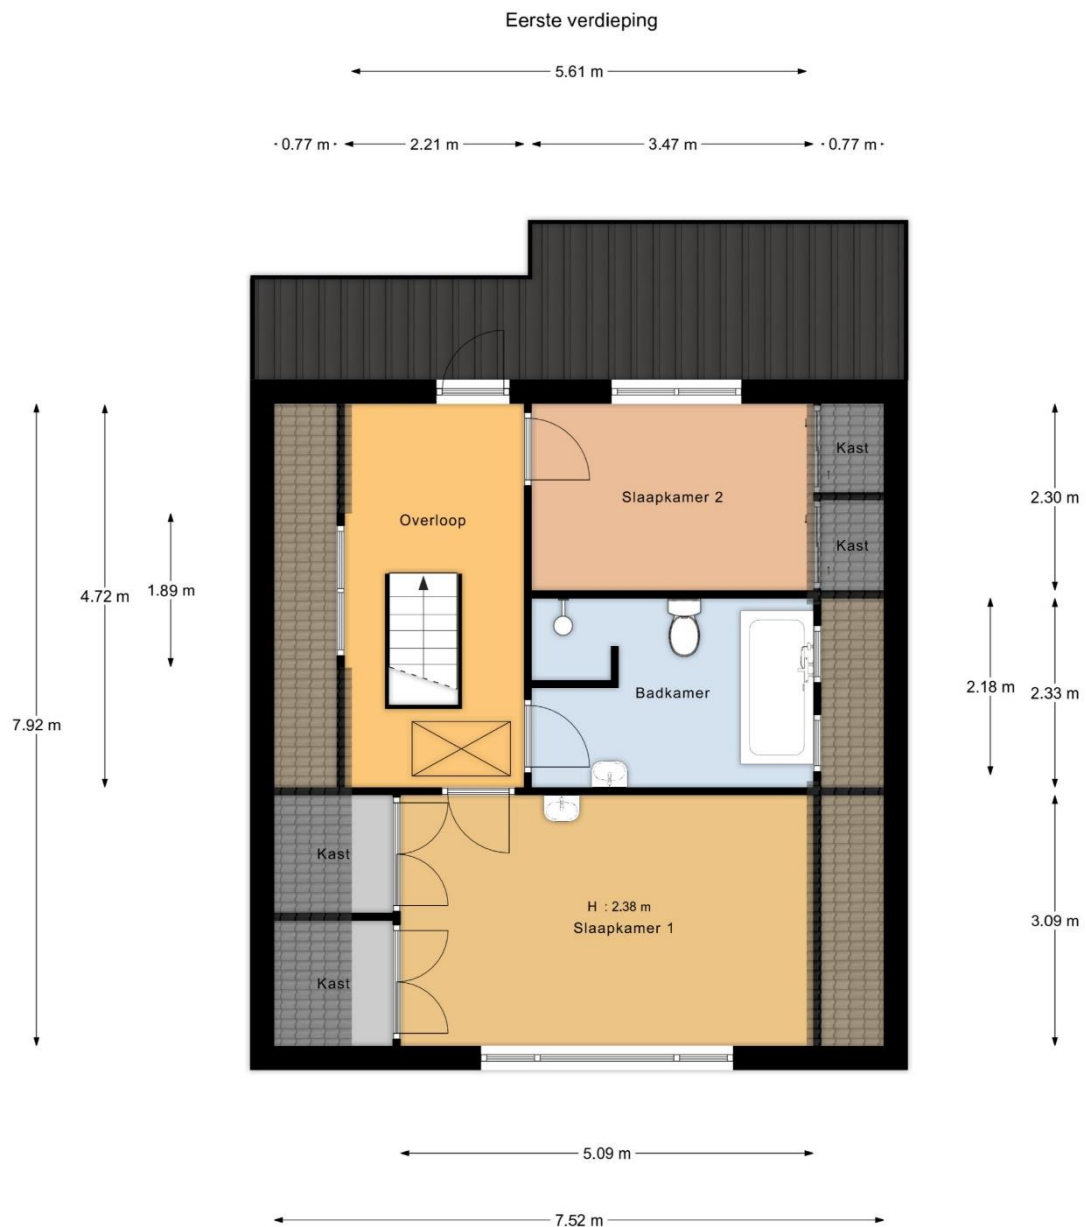 Eerste verdieping
5.61 m
0.77 m
2.21 m
3.47 m
0.77 m
Kast
Slaapkamer 2
2.30 m
Overloop
Kast
1.89 m
4.72 m
2.18 m
2.33 m
Badkamer
7.92 m
Kast
H : 2.38 m
3.09 m
Slaapkamer 1
Kast
5.09 m
7.52 m